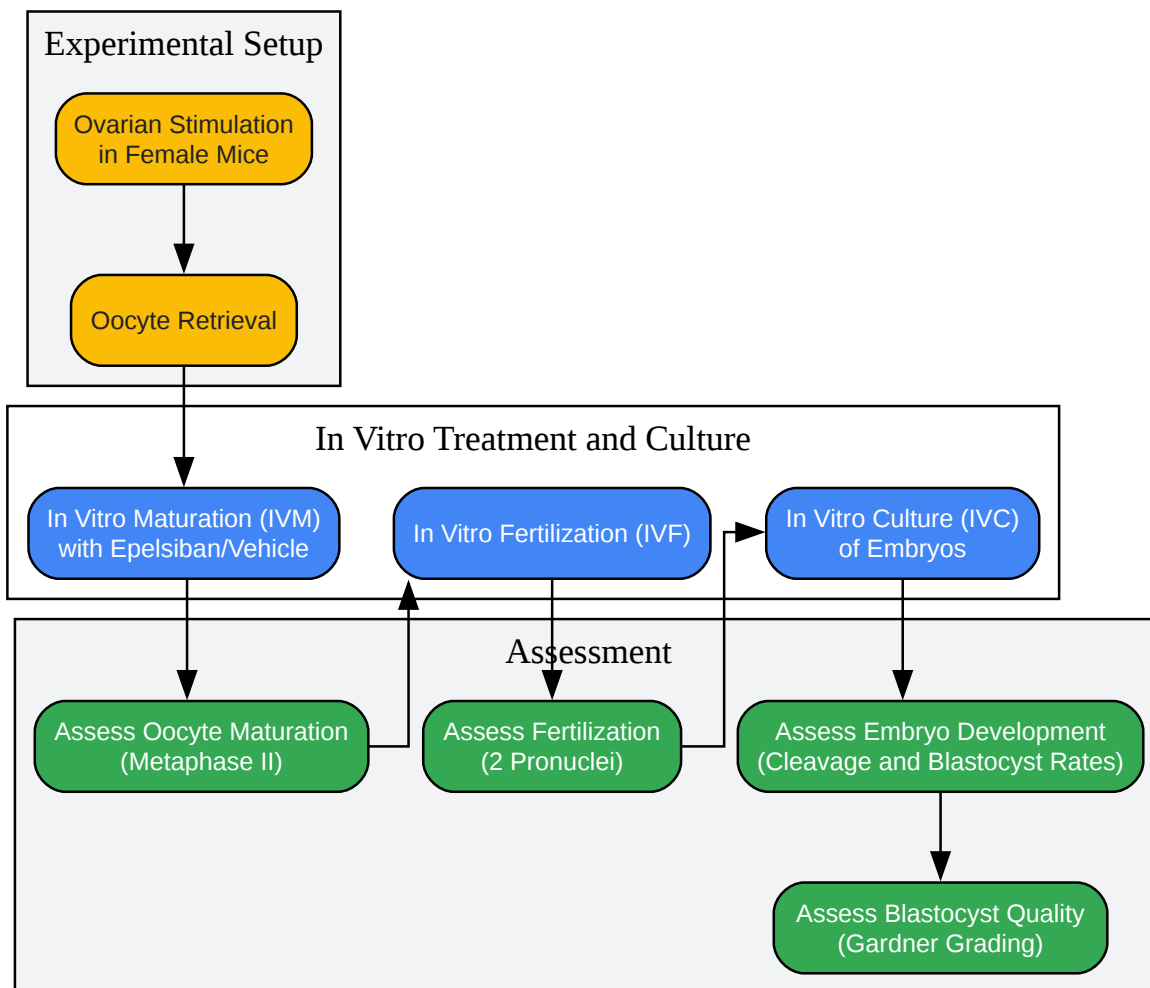 Experimental Setup
Ovarian Stimulation
in Female Mice
Oocyte Retrieval
In Vitro Treatment and Culture
In Vitro Maturation (IVM)
with Epelsiban/Vehicle
In Vitro Fertilization (IVF)
In Vitro Culture (IVC)
of Embryos
Assessment
Assess Oocyte Maturation
(Metaphase II)
Assess Fertilization
(2 Pronuclei)
Assess Embryo Development
(Cleavage and Blastocyst Rates)
Assess Blastocyst Quality
(Gardner Grading)